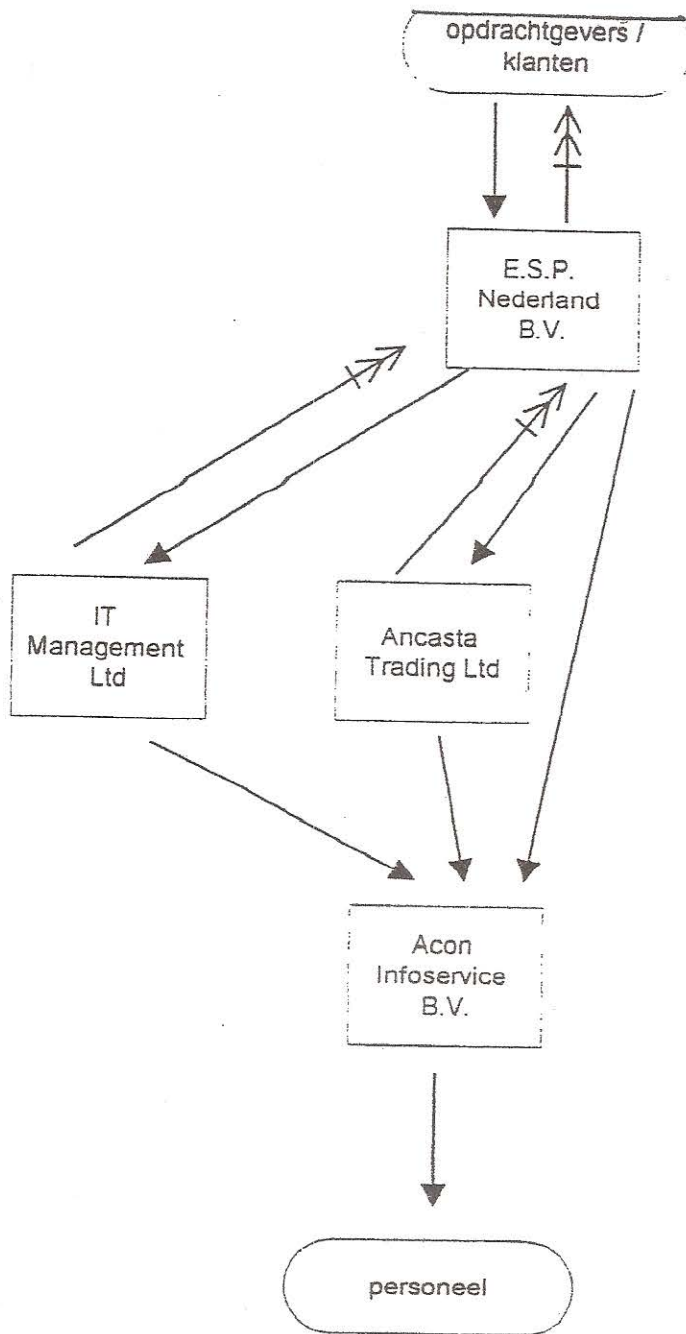 opdrachtgevers /
klanten
E.S.P.
Nederland
B.V.
IT
Management
Ltd
Ancasta
Trading Ltd
Acon
Infoservice
B.V.
personeel